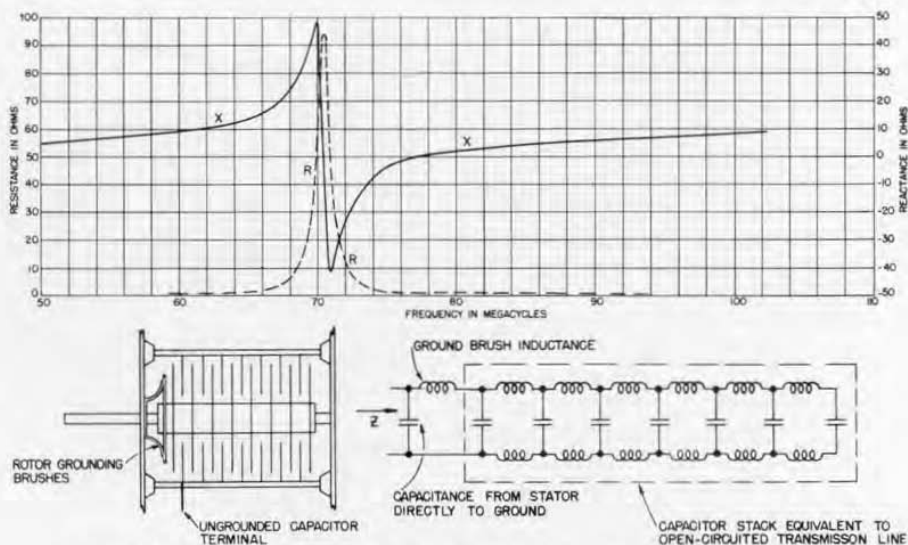 100
90
80
70
60
50
40
30
20
10
0
RESISTANCE IN OHMS
50
40
30
20
10
0
-10
-20
-30
-40
-50
REACTANCE IN OHMS
X
X
R
R
50
60
70
80
90
100
80
FREQUENCY IN MEGACYCLES
GROUND BRUSH INDUCTANCE
Z
ROTOR GROUNDING
BRUSHES
UNGROUNDED CAPACITOR
TERMINAL
CAPACITANCE FROM STATOR
DIRECTLY TO GROUND
CAPACITOR STACK EQUIVALENT TO
OPEN-CIRCUITED TRANSMISSON LINE